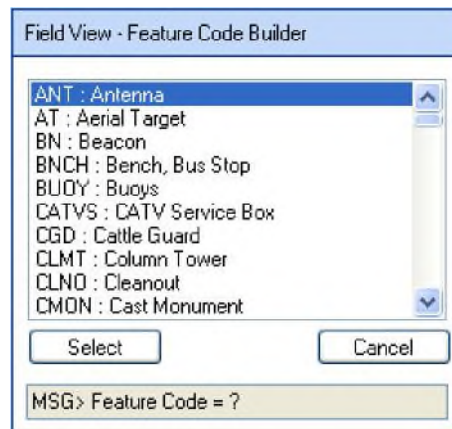 Field View - Feature Code Builder
ANT : Antenna
AT : Aerial Target
BN : Beacon
BNCH : Bench, Bus Stop
BUOY : Buoys
CATVS : CATV Service Box
CGD : Cattle Guard
CLMT : Column Tower
CLNO : Cleanout
CMON : Cast Monument
Select Cancel
MSG> Feature Code = ?